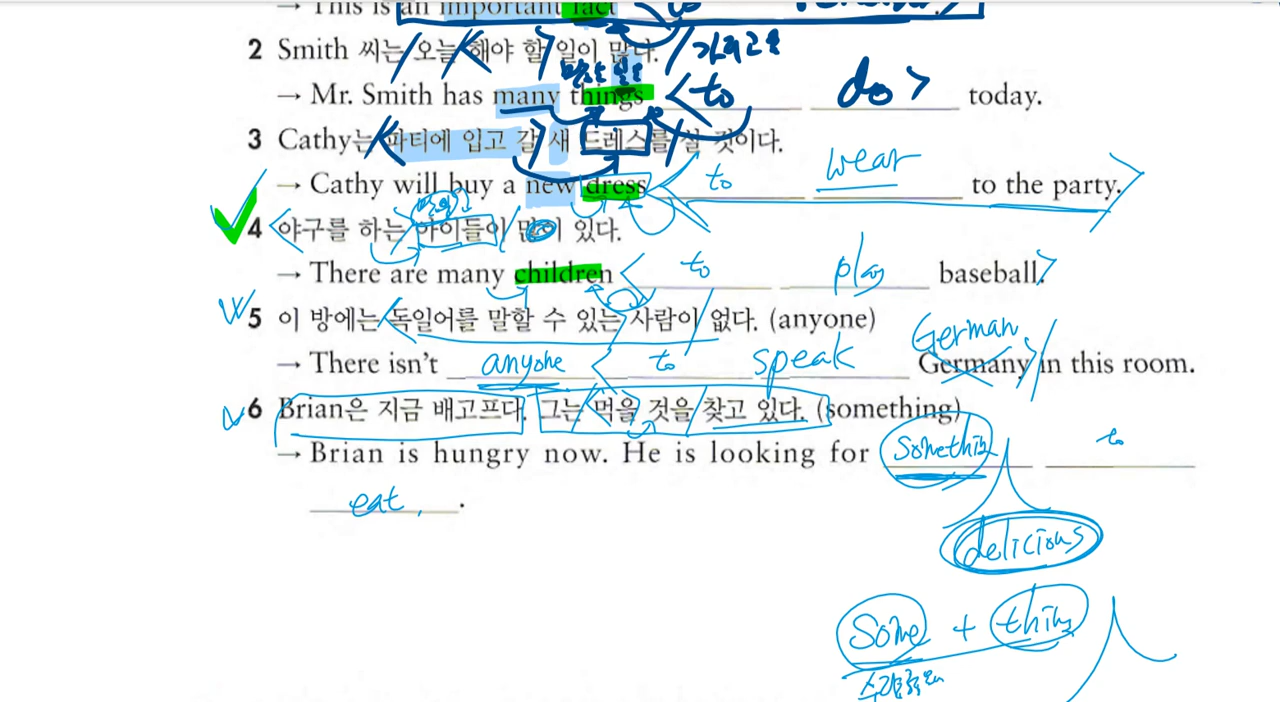 → This is an important fact to
2 Smith 씨는 오늘 해야 할 일이 많다.
→ Mr. Smith has many things to do today.
3 Cathy는 파티에 입고 갈 새 드레스를 살 것이다.
→ Cathy will buy a new dress to wear to the party.
4 야구를 하는 아이들이 많이 있다.
→ There are many children to play baseball.
5 이 방에는 독일어를 말할 수 있는 사람이 없다. (anyone)
German
→ There isn't anyone to speak Germany in this room.
6 Brian은 지금 배고프다. 그는 먹을 것을 찾고 있다. (something)
→ Brian is hungry now. He is looking for somethin to
eat .
delicious
Some + thing